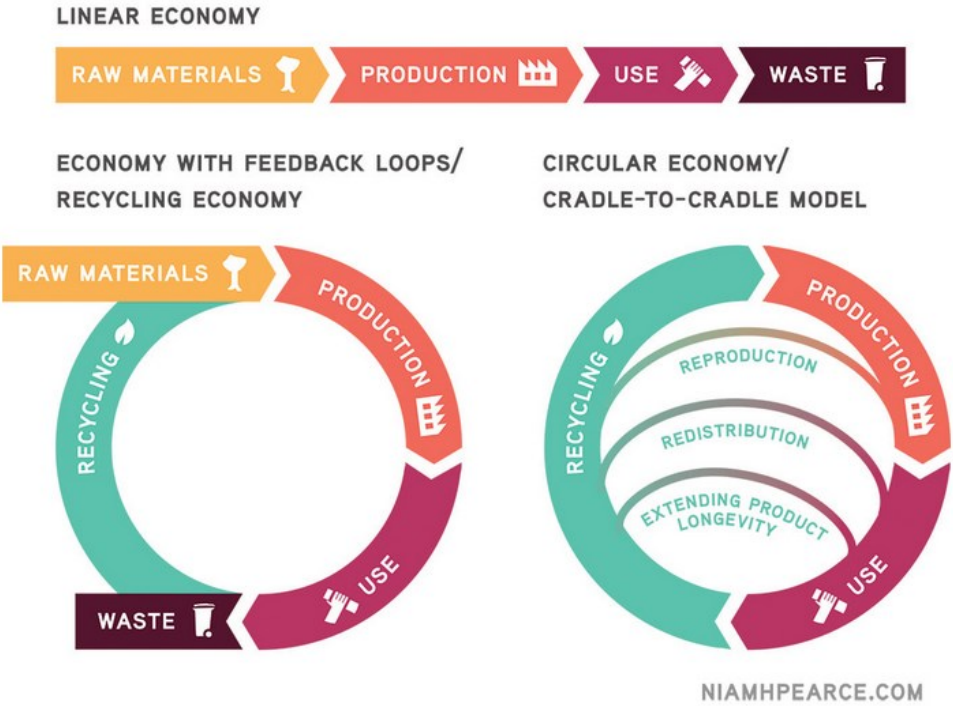 LINEAR ECONOMY
RAW MATERIALS
PRODUCTION
USE
WASTE
ECONOMY WITH FEEDBACK LOOPS/
RECYCLING ECONOMY
RAW MATERIALS
PRODUCTION
RECYCLING
USE
WASTE
CIRCULAR ECONOMY/
CRADLE-TO-CRADLE MODEL
PRODUCTION
RECYCLING
REPRODUCTION
REDISTRIBUTION
EXTENDING PRODUCT
LONGEVITY
USE
NIAMHPEARCE.COM